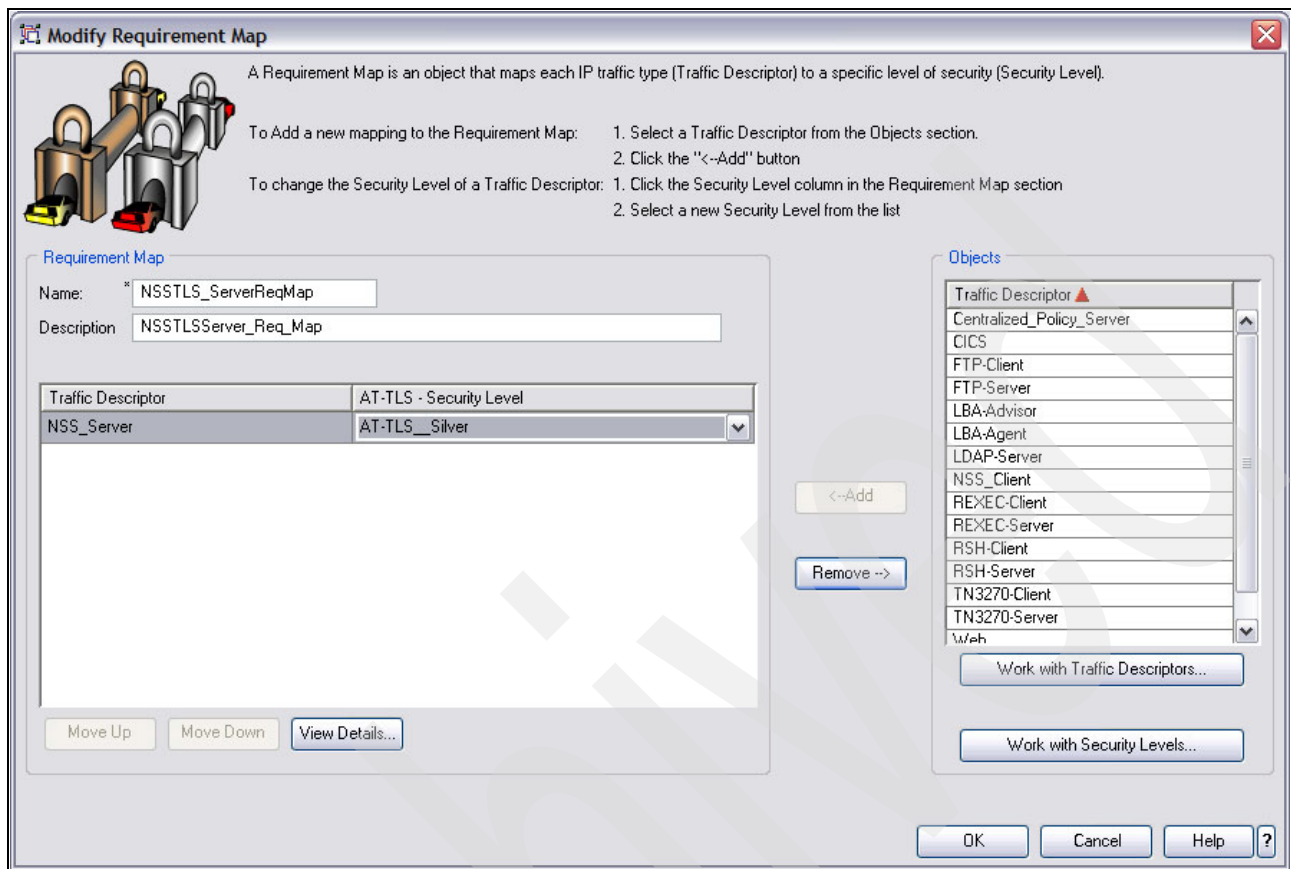 Modify Requirement Map
A Requirement Map is an object that maps each IP traffic type (Traffic Descriptor) to a specific level of security (Security Level).
To Add a new mapping to the Requirement Map: 1. Select a Traffic Descriptor from the Objects section.
2. Click the "<--Add" button
To change the Security Level of a Traffic Descriptor: 1. Click the Security Level column in the Requirement Map section
2. Select a new Security Level from the list
Requirement Map
Name: * NSSTLS_ServerReqMap
Description NSSTLSServer_Req_Map
Traffic Descriptor AT-TLS - Security Level
NSS_Server AT-TLS__Silver
Move Up Move Down View Details...
<--Add
Remove -->
Objects
Traffic Descriptor
Centralized_Policy_Server
CICS
FTP-Client
FTP-Server
LBA-Advisor
LBA-Agent
LDAP-Server
NSS_Client
REXEC-Client
REXEC-Server
RSH-Client
RSH-Server
TN3270-Client
TN3270-Server
Web
Work with Traffic Descriptors...
Work with Security Levels...
OK Cancel Help ?